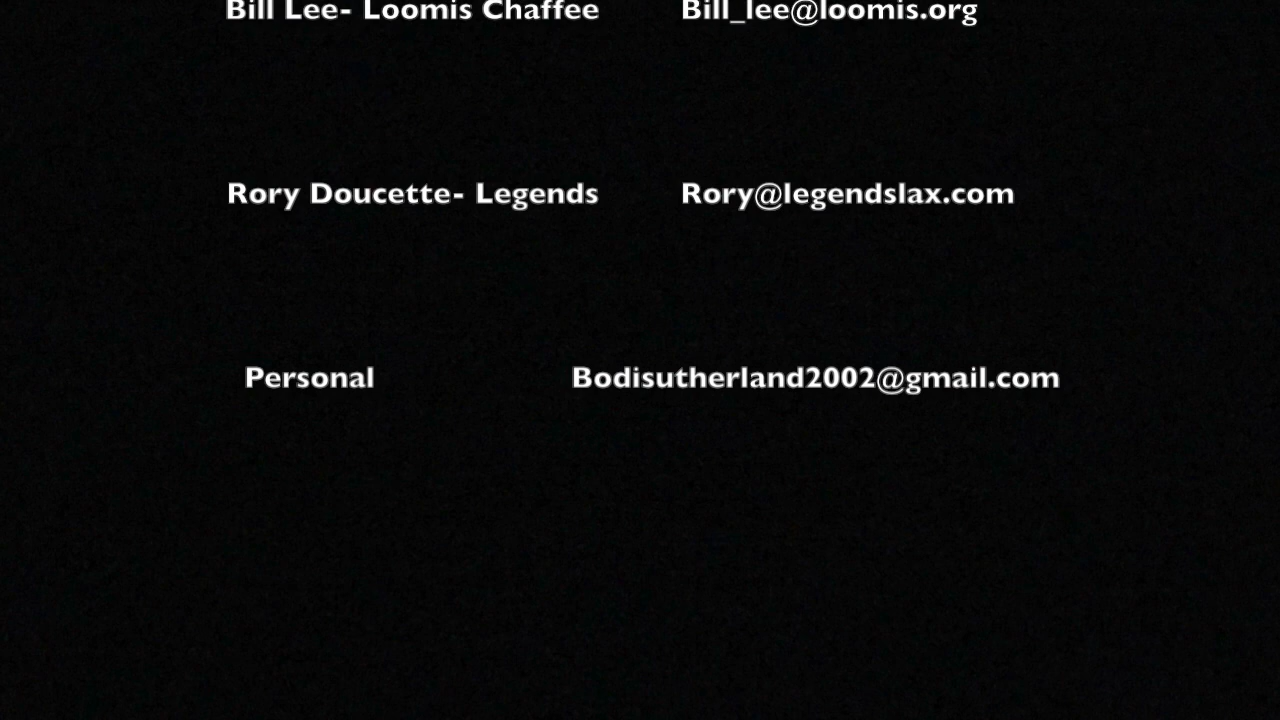 Bill Lee- Loomis Chaffee Bill_lee@loomis.org
Rory Doucette- Legends Rory@legendslax.com
Personal Bodisutherland2002@gmail.com